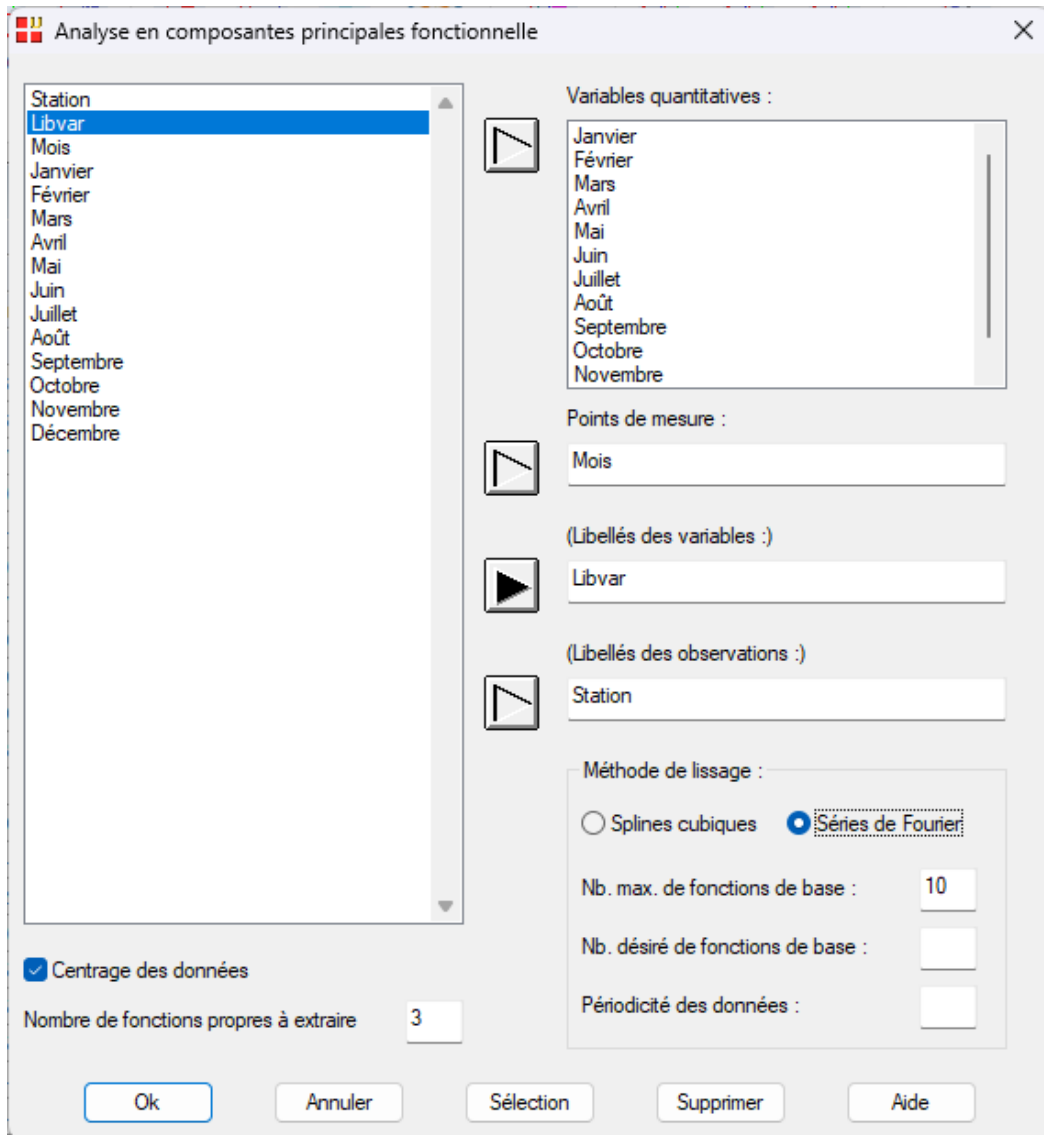 Analyse en composantes principales fonctionnelle
Station
Libvar
Mois
Janvier
Février
Mars
Avril
Mai
Juin
Juillet
Août
Septembre
Octobre
Novembre
Décembre
Variables quantitatives :
Janvier
Février
Mars
Avril
Mai
Juin
Juillet
Août
Septembre
Octobre
Novembre
Points de mesure :
Mois
(Libellés des variables :)
Libvar
(Libellés des observations :)
Station
Méthode de lissage :
Splines cubiques Séries de Fourier
Nb. max. de fonctions de base : 10
Nb. désiré de fonctions de base :
Périodicité des données :
Centrage des données
Nombre de fonctions propres à extraire 3
Ok Annuler Sélection Supprimer Aide